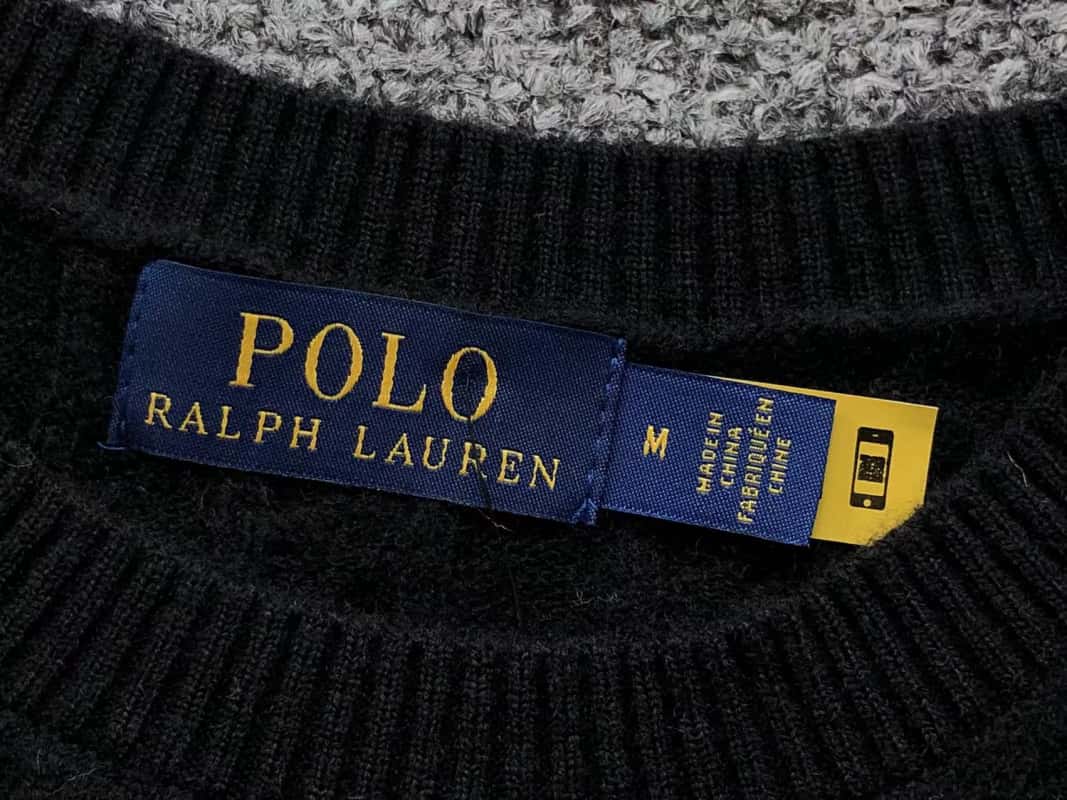 POLO
RALPH LAUREN
M
MADE IN
CHINA
FABRIQUÉ EN
CHINE